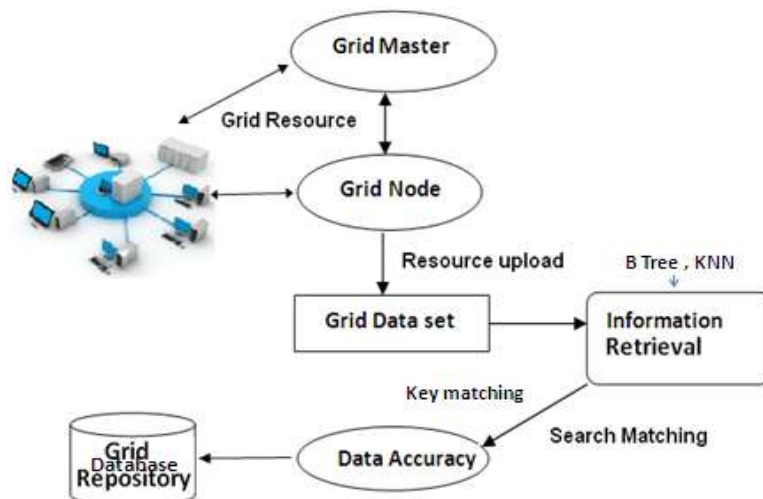 Grid Master
Grid Resource
Grid Node
Resource upload
B Tree , KNN
Grid Data set
Information
Retrieval
Key matching
Search Matching
Data Accuracy
Grid
Database
Repository